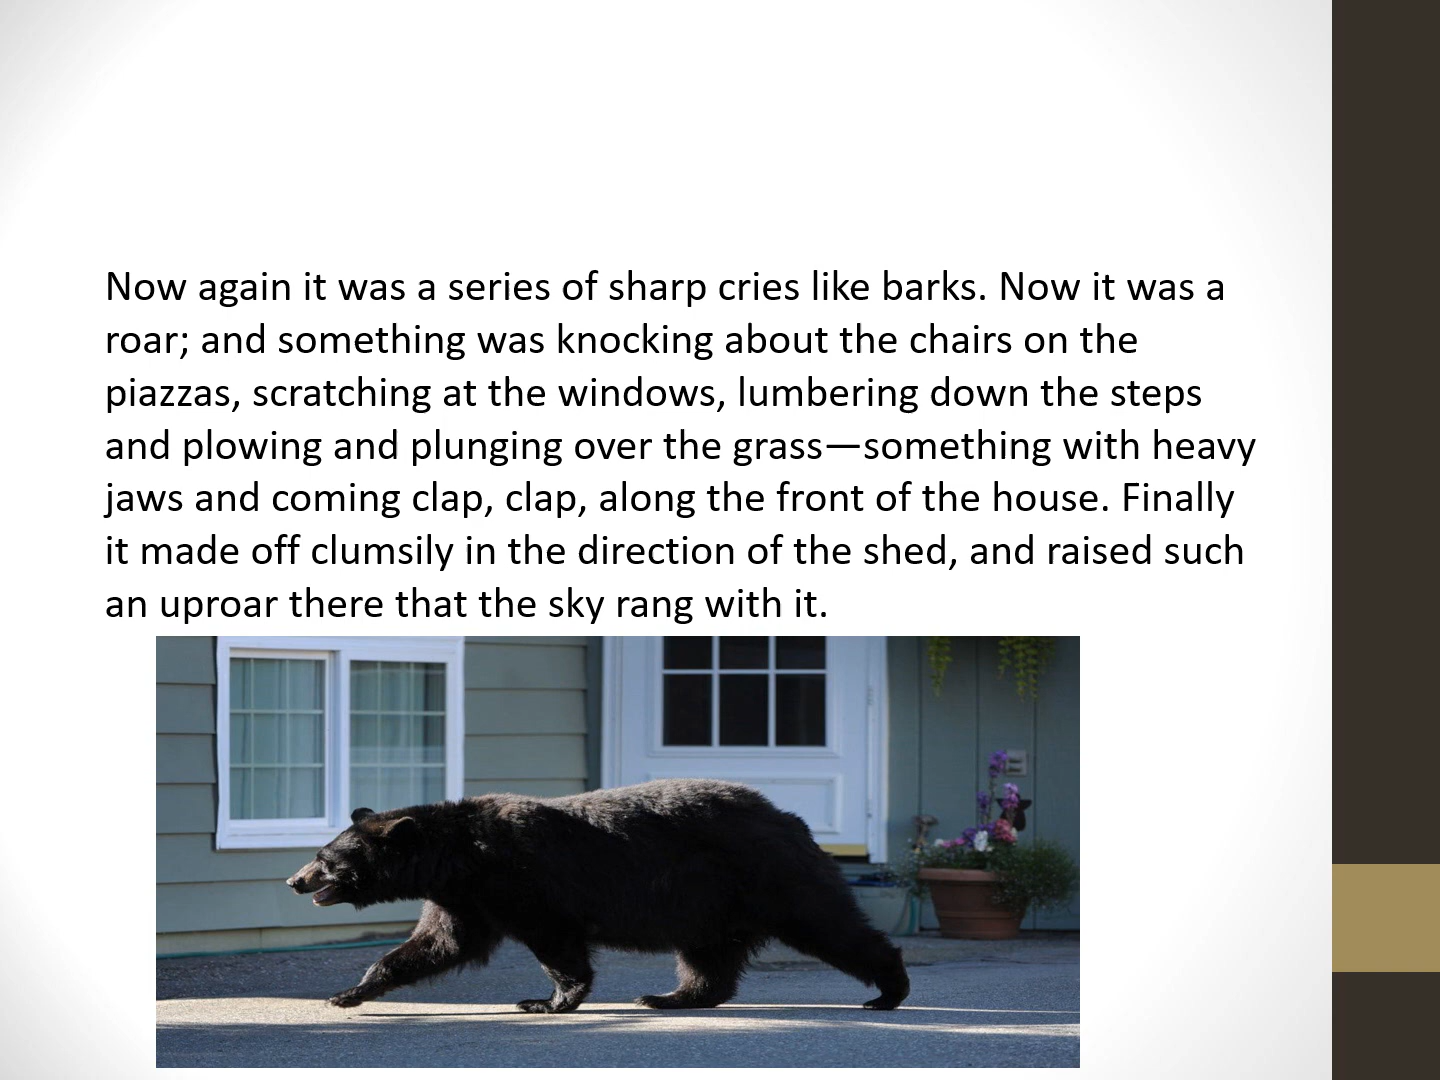 Now again it was a series of sharp cries like barks. Now it was a
roar; and something was knocking about the chairs on the
piazzas, scratching at the windows, lumbering down the steps
and plowing and plunging over the grass—something with heavy
jaws and coming clap, clap, along the front of the house. Finally
it made off clumsily in the direction of the shed, and raised such
an uproar there that the sky rang with it.